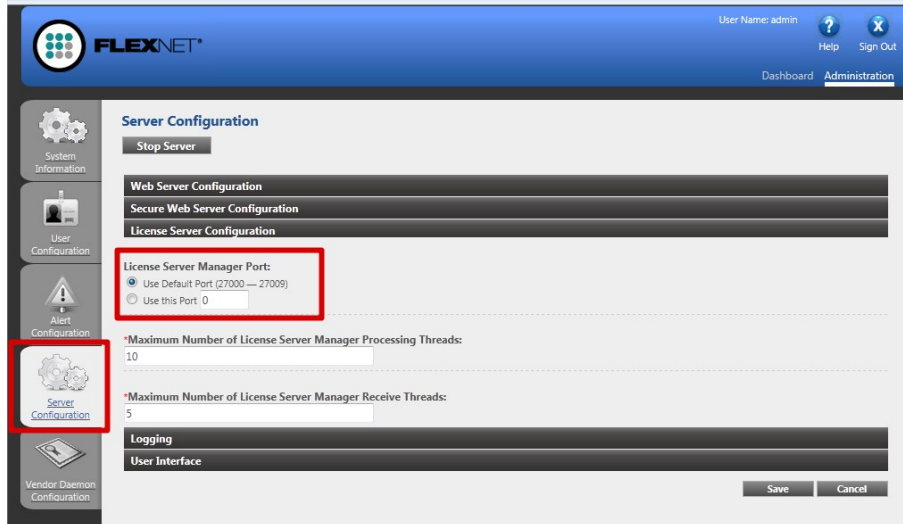 User Name: admin
?
X
Help
Sign Out
FLEXNET
Dashboard
Administration
System
Information
User
Configuration
Alert
Configuration
Server
Configuration
Vendor Daemon
Configuration
Server Configuration
Stop Server
Web Server Configuration
Secure Web Server Configuration
License Server Configuration
License Server Manager Port:
Use Default Port (27000 — 27009)
Use this Port 0
*Maximum Number of License Server Manager Processing Threads:
10
*Maximum Number of License Server Manager Receive Threads:
5
Logging
User Interface
Save
Cancel